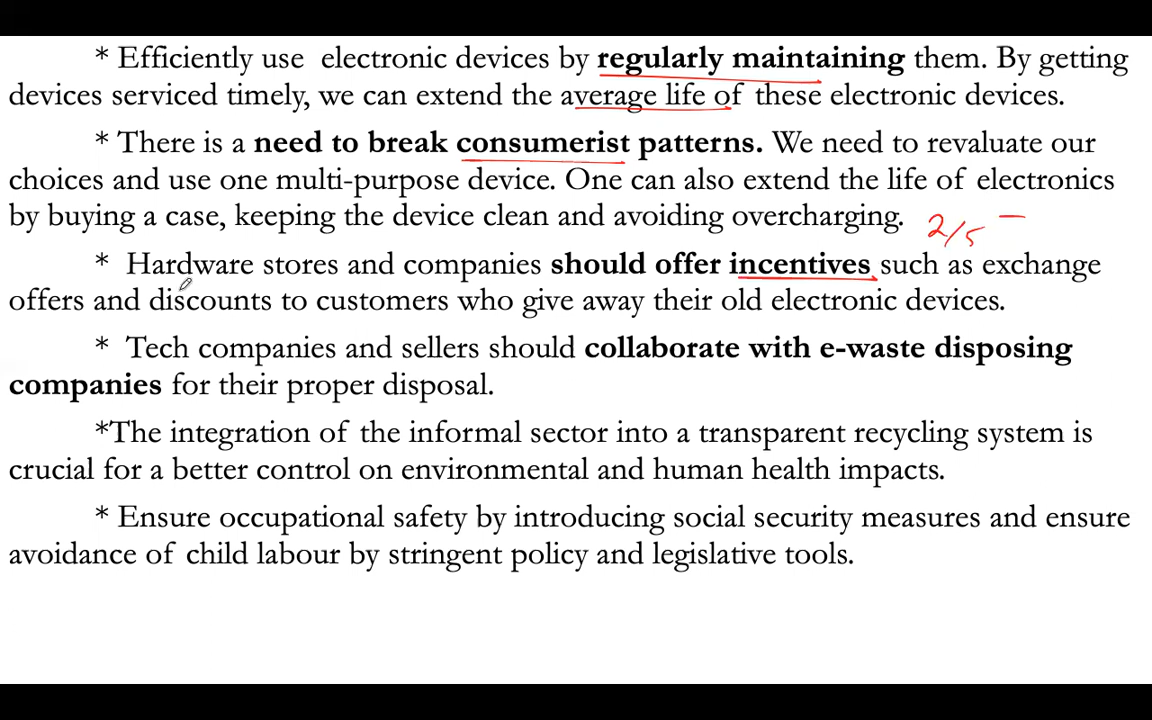 * Efficiently use electronic devices by regularly maintaining them. By getting
devices serviced timely, we can extend the average life of these electronic devices.
* There is a need to break consumerist patterns. We need to revaluate our
choices and use one multi-purpose device. One can also extend the life of electronics
by buying a case, keeping the device clean and avoiding overcharging.
2/5 –
* Hardware stores and companies should offer incentives such as exchange
offers and discounts to customers who give away their old electronic devices.
* Tech companies and sellers should collaborate with e-waste disposing
companies for their proper disposal.
*The integration of the informal sector into a transparent recycling system is
crucial for a better control on environmental and human health impacts.
* Ensure occupational safety by introducing social security measures and ensure
avoidance of child labour by stringent policy and legislative tools.